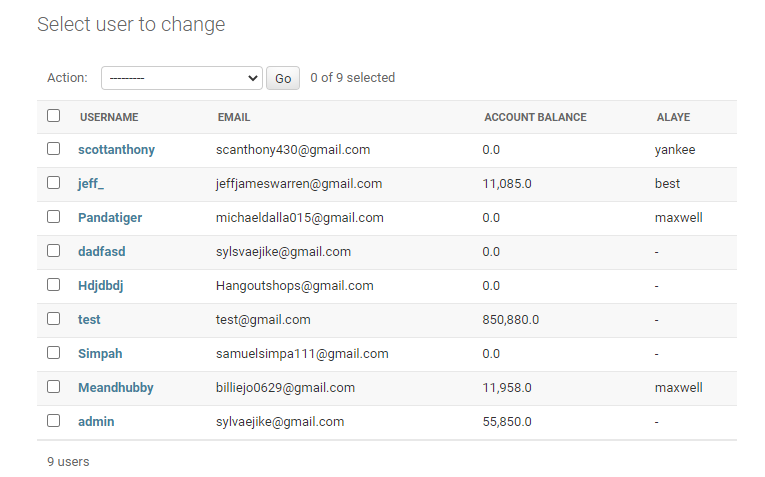 Select user to change
Action: --------- Go 0 of 9 selected
USERNAME EMAIL ACCOUNT BALANCE ALAYE
scottanthony scanthony430@gmail.com 0.0 yankee
jeff_ jeffjameswarren@gmail.com 11,085.0 best
Pandatiger michaeldalla015@gmail.com 0.0 maxwell
dadfasd sylsvaejike@gmail.com 0.0 -
Hdjdbdj Hangoutshops@gmail.com 0.0 -
test test@gmail.com 850,880.0 -
Simpah samuelsimpa111@gmail.com 0.0 -
Meandhubby billiejo0629@gmail.com 11,958.0 maxwell
admin sylvaejike@gmail.com 55,850.0 -
9 users